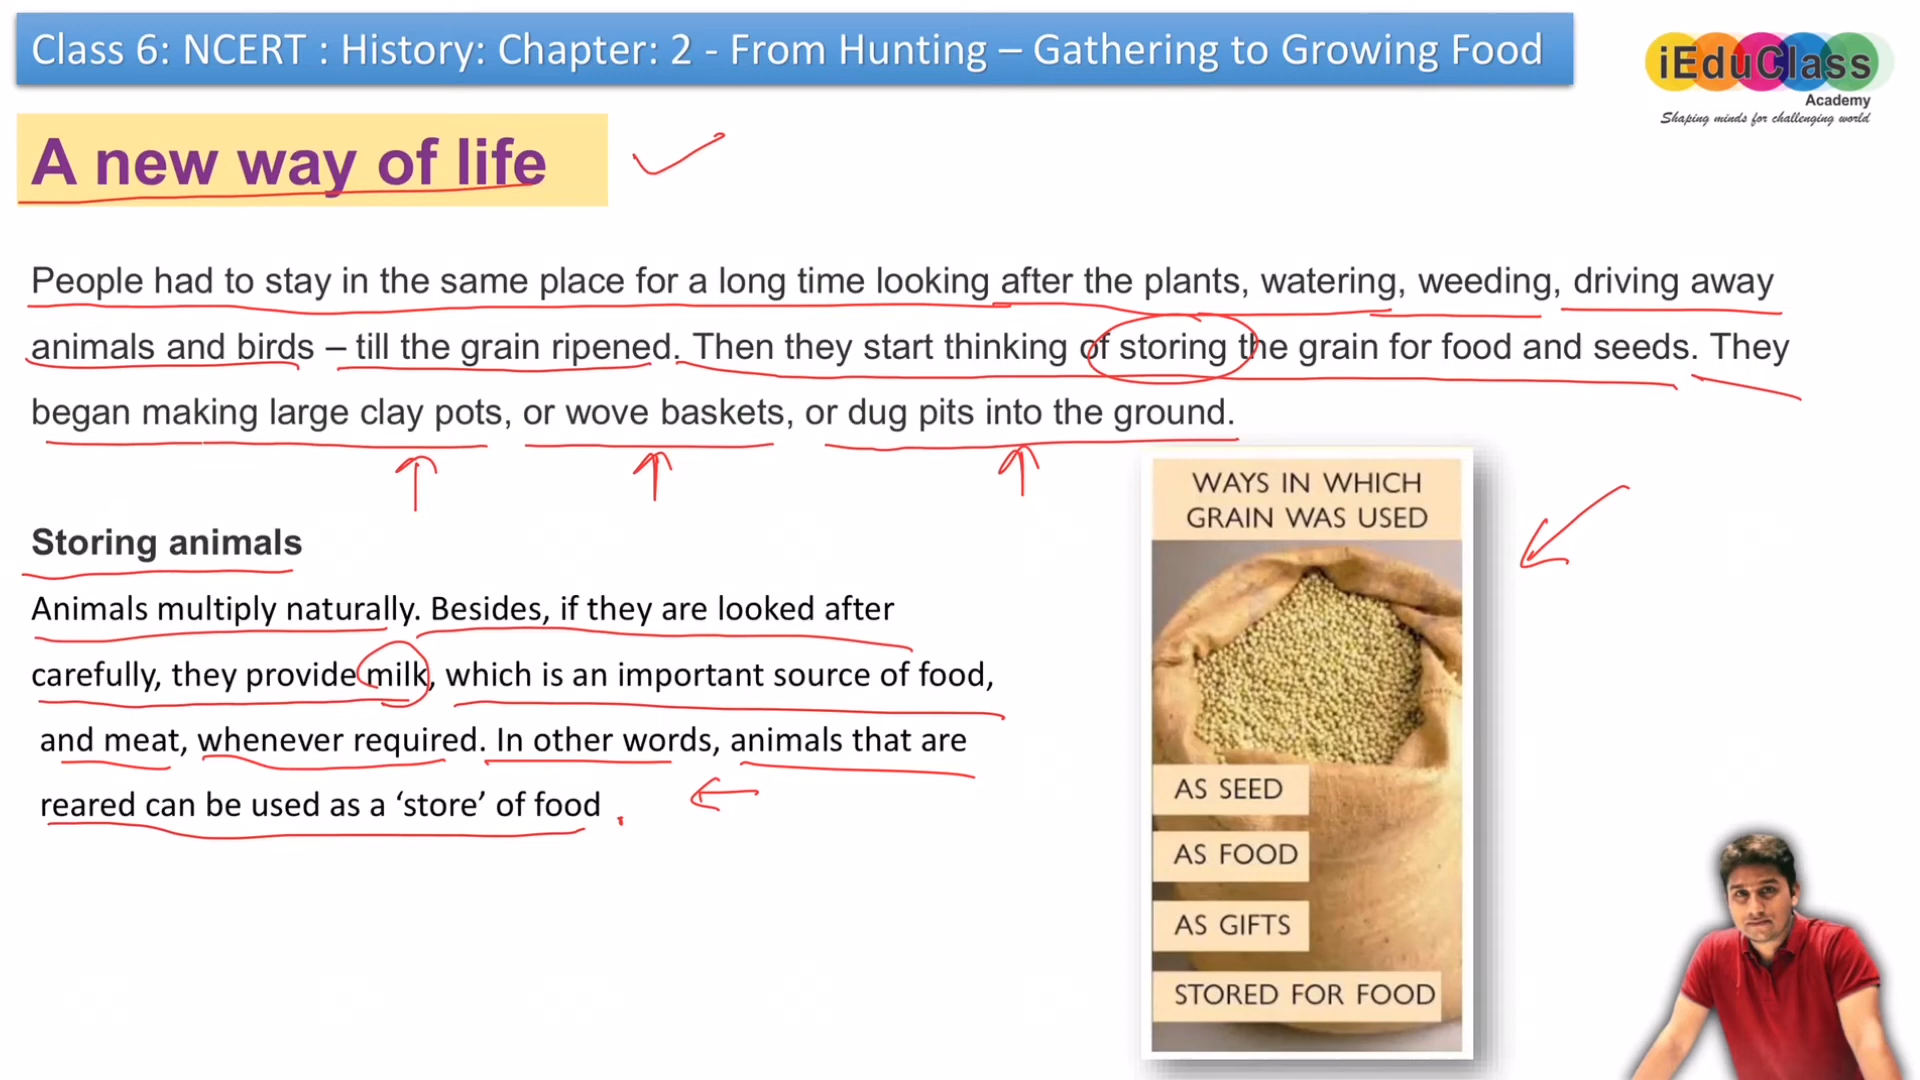 Class 6: NCERT : History: Chapter: 2 - From Hunting – Gathering to Growing Food
iEduClass
Academy
Shaping minds for challenging world
A new way of life
People had to stay in the same place for a long time looking after the plants, watering, weeding, driving away
animals and birds – till the grain ripened. Then they start thinking of storing the grain for food and seeds. They
began making large clay pots, or wove baskets, or dug pits into the ground.
Storing animals
Animals multiply naturally. Besides, if they are looked after
carefully, they provide milk, which is an important source of food,
and meat, whenever required. In other words, animals that are
reared can be used as a ‘store’ of food .
WAYS IN WHICH
GRAIN WAS USED
AS SEED
AS FOOD
AS GIFTS
STORED FOR FOOD